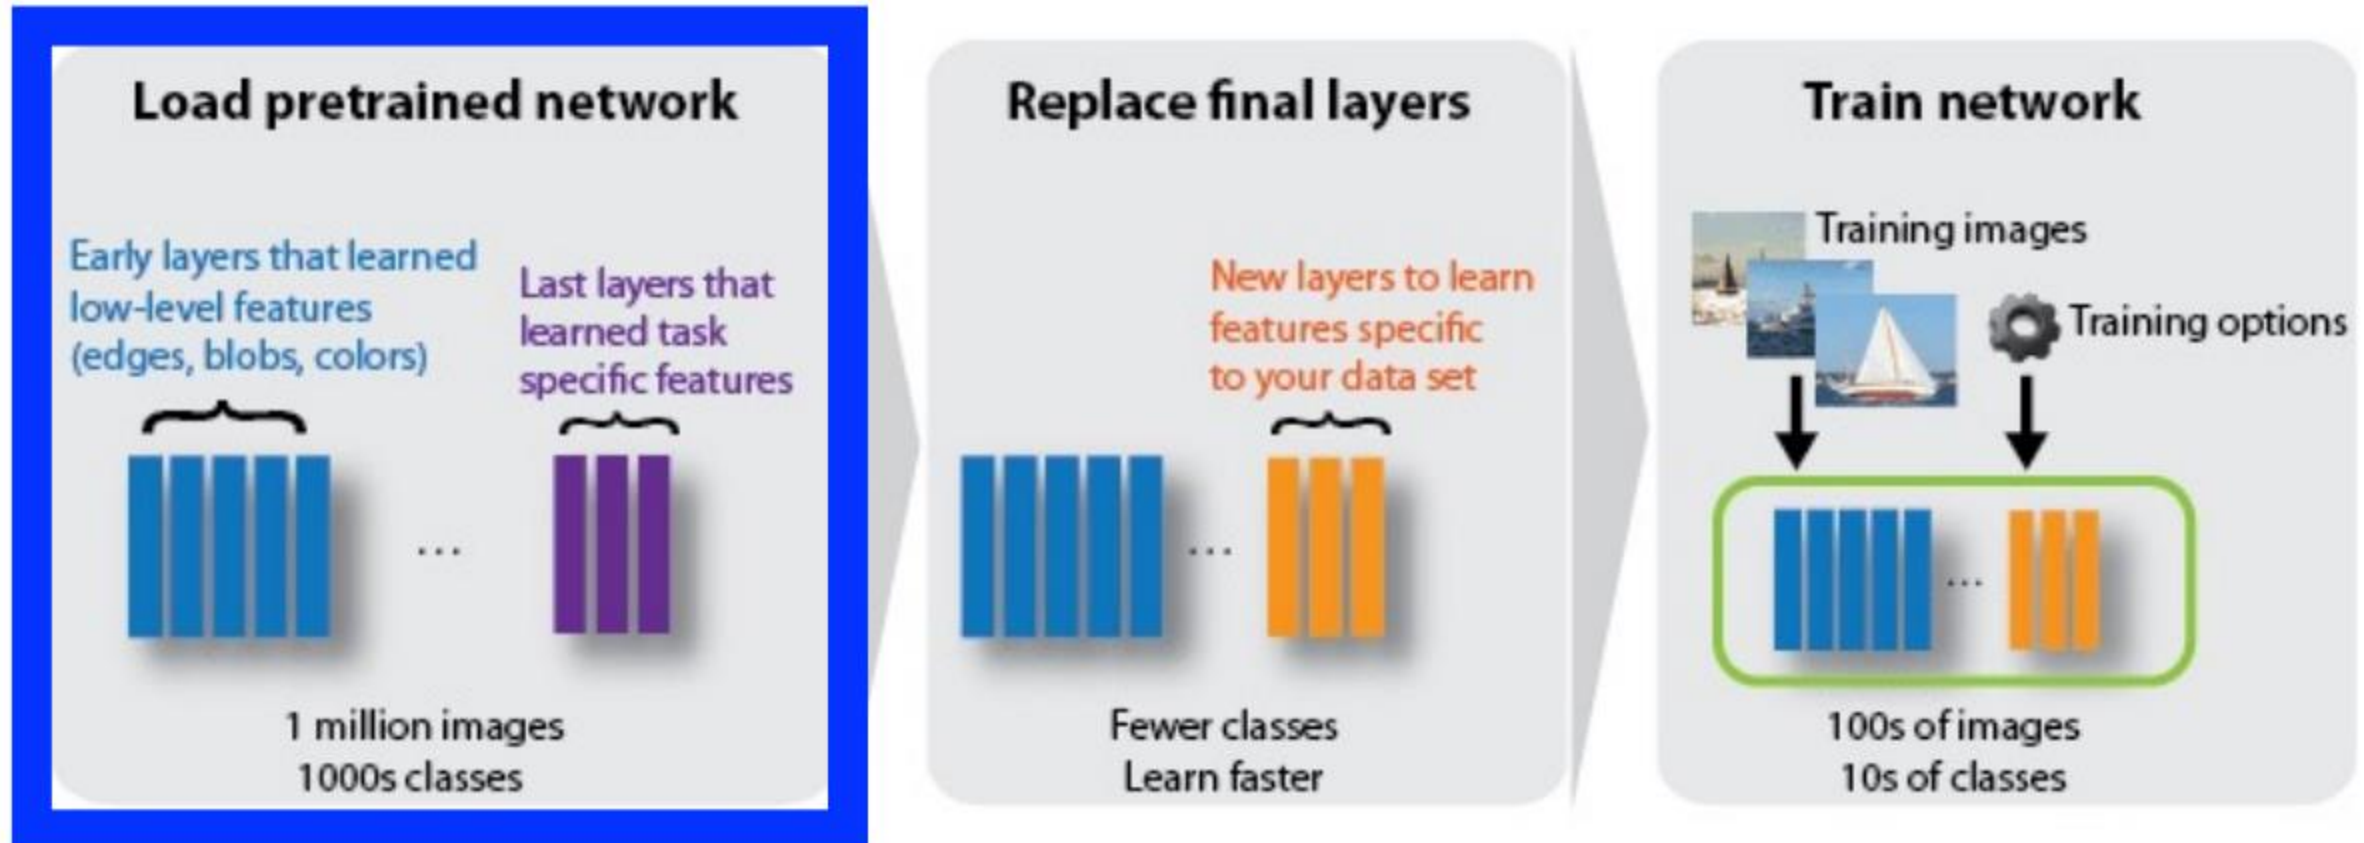 Load pretrained network
Early layers that learned
low-level features
(edges, blobs, colors)
Last layers that
learned task
specific features
...
1 million images
1000s classes
Replace final layers
New layers to learn
features specific
to your data set
...
Fewer classes
Learn faster
Train network
Training images
Training options
...
100s of images
10s of classes